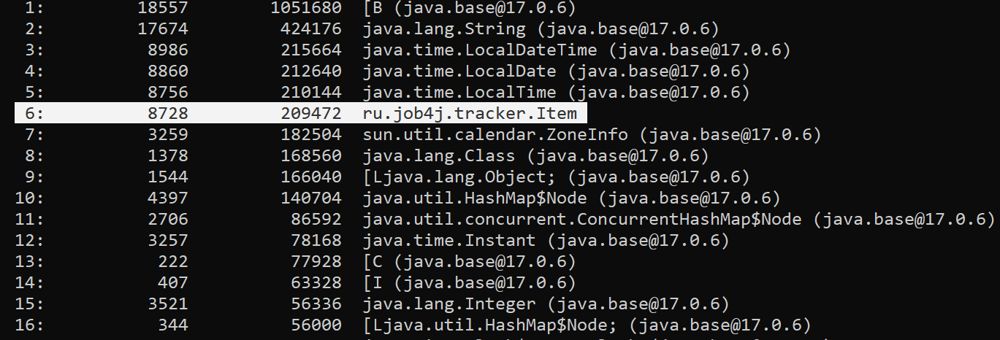 1: 18557 1051680 [B (java.base@17.0.6)
2: 17674 424176 java.lang.String (java.base@17.0.6)
3: 8986 215664 java.time.LocalDateTime (java.base@17.0.6)
4: 8860 212640 java.time.LocalDate (java.base@17.0.6)
5: 8756 210144 java.time.LocalTime (java.base@17.0.6)
6: 8728 209472 ru.job4j.tracker.Item
7: 3259 182504 sun.util.calendar.ZoneInfo (java.base@17.0.6)
8: 1378 168560 java.lang.Class (java.base@17.0.6)
9: 1544 166040 [Ljava.lang.Object; (java.base@17.0.6)
10: 4397 140704 java.util.HashMap$Node (java.base@17.0.6)
11: 2706 86592 java.util.concurrent.ConcurrentHashMap$Node (java.base@17.0.6)
12: 3257 78168 java.time.Instant (java.base@17.0.6)
13: 222 77928 [C (java.base@17.0.6)
14: 407 63328 [I (java.base@17.0.6)
15: 3521 56336 java.lang.Integer (java.base@17.0.6)
16: 344 56000 [Ljava.util.HashMap$Node; (java.base@17.0.6)